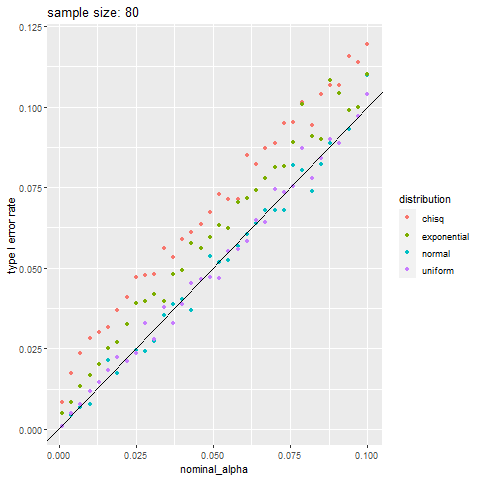 sample size: 80
type I error rate
0.125
0.100
0.075
0.050
0.025
0.000
0.000
0.025
0.050
0.075
0.100
nominal_alpha
distribution
chisq
exponential
normal
uniform